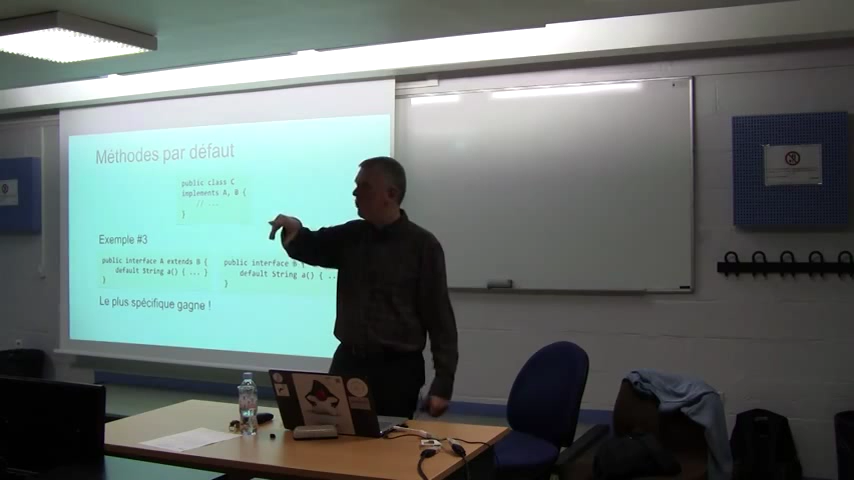 Méthodes par défaut
public class C
implements A, B {
// ...
}
Exemple #3
public interface A extends B {
default String a() { ... }
}
public interface B {
default String a() { ...
}
Le plus spécifique gagne !